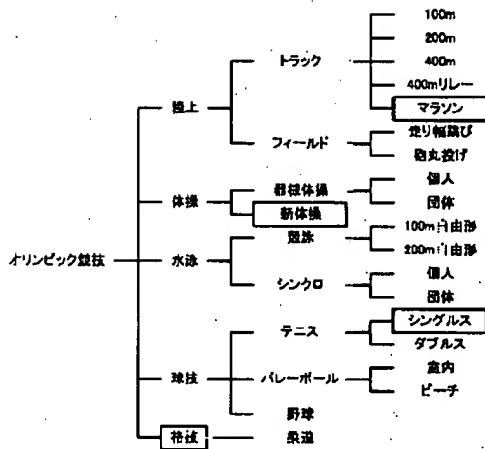 オリンピック競技
陸上
トラック
100m
200m
400m
400mリレー
マラソン
フィールド
走り幅跳び
砲丸投げ
体操
器械体操
個人
団体
新体操
水泳
競泳
100m自由形
200m自由形
シンクロ
個人
団体
球技
テニス
シングルス
ダブルス
バレーボール
室内
ビーチ
野球
格技
柔道